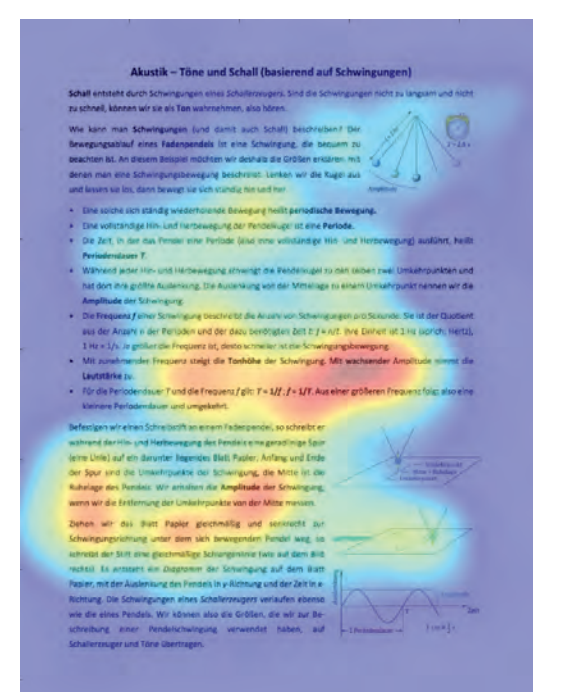 Akustik – Töne und Schall (basierend auf Schwingungen)
Schall entsteht durch Schwingungen eines Schallerzeugers. Sind die Schwingungen nicht zu langsam und nicht
zu schnell, können wir sie als Ton wahrnehmen, also hören.
Wie kann man Schwingungen (und damit auch Schall) beschreiben? Der
Bewegungsablauf eines Fadenpendels ist eine Schwingung, die bequem zu
beachten ist. An diesem Beispiel möchten wir deshalb die Größen erklären, mit
denen man eine Schwingungsbewegung beschreibt. Lenken wir die Kugel aus
und lassen sie los, dann bewegt sie sich ständig hin und her.
Amplitude
• Eine solche sich ständig wiederholende Bewegung heißt periodische Bewegung.
• Eine vollständige Hin- und Herbewegung der Pendelkugel ist eine Periode.
• Die Zeit, in der das Pendel eine Periode (also eine vollständige Hin- und Herbewegung) ausführt, heißt
Periodendauer T.
• Während jeder Hin- und Herbewegung schwingt die Pendelkugel zu den selben zwei Umkehrpunkten und
hat dort ihre größte Auslenkung. Die Auslenkung von der Mittellage zu einem Umkehrpunkt nennen wir die
Amplitude der Schwingung.
• Die Frequenz f einer Schwingung beschreibt die Anzahl von Schwingungen pro Sekunde. Sie ist der Quotient
aus der Anzahl n der Perioden und der dazu benötigten Zeit t: f = n/t. Ihre Einheit ist 1 Hz (sprich: Hertz),
1 Hz = 1/s. Je größer die Frequenz ist, desto schneller ist die Schwingungsbewegung.
• Mit zunehmender Frequenz steigt die Tonhöhe der Schwingung. Mit wachsender Amplitude nimmt die
Lautstärke zu.
• Für die Periodendauer T und die Frequenz f gilt: T = 1/f ; f = 1/T. Aus einer größeren Frequenz folgt also eine
kleinere Periodendauer und umgekehrt.
Befestigen wir einen Schreibstift an einem Fadenpendel, so schreibt er
während der Hin- und Herbewegung des Pendels eine geradlinige Spur
(eine Linie) auf ein darunter liegendes Blatt Papier. Anfang und Ende
der Spur sind die Umkehrpunkte der Schwingung, die Mitte ist die
Ruhelage des Pendels. Wir erhalten die Amplitude der Schwingung,
wenn wir die Entfernung der Umkehrpunkte von der Mitte messen.
Ziehen wir das Blatt Papier gleichmäßig und senkrecht zur
Schwingungsrichtung unter dem sich bewegenden Pendel weg, so
schreibt der Stift eine gleichmäßige Schlangenlinie (wie auf dem Bild
rechts). Es entsteht ein Diagramm der Schwingung auf dem Blatt
Papier, mit der Auslenkung des Pendels in y-Richtung und der Zeit in x-
Richtung. Die Schwingungen eines Schallerzeugers verlaufen ebenso
wie die eines Pendels. Wir können also die Größen, die wir zur Be-
schreibung einer Pendelschwingung verwendet haben, auf
Schallerzeuger und Töne übertragen.
Zeit
T